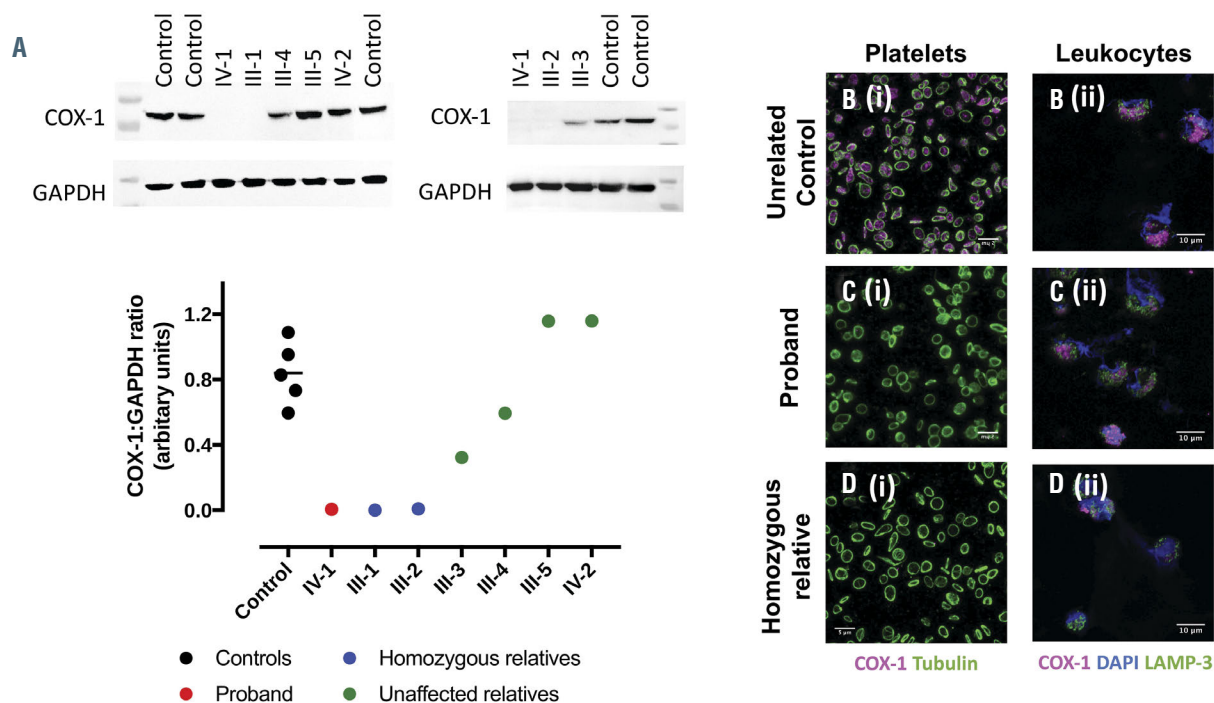 A
Control
Control
IV-1
III-1
III-4
III-5
IV-2
Control
COX-1
GAPDH
IV-1
III-2
III-3
Control
Control
COX-1
GAPDH
COX-1:GAPDH ratio
(arbitary units)
1.2
0.8
0.4
0.0
Control
IV-1
III-1
III-2
III-3
III-4
III-5
IV-2
Controls
Homozygous relatives
Proband
Unaffected relatives
Platelets
Leukocytes
Unrelated
Control
B (i)
B (ii)
10 µm
Proband
C (i)
C (ii)
10 µm
Homozygous
relative
D (i)
5 µm
D (ii)
10 µm
COX-1 Tubulin
COX-1 DAPI LAMP-3